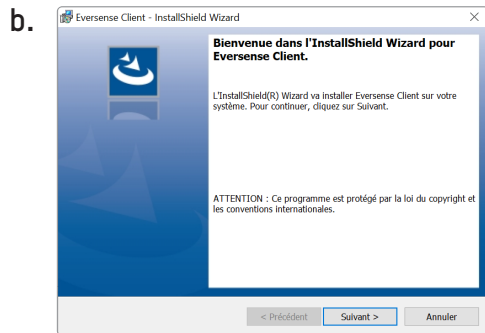 b.
Eversense Client - InstallShield Wizard
Bienvenue dans l'InstallShield Wizard pour
Eversense Client.
L'InstallShield(R) Wizard va installer Eversense Client sur votre
système. Pour continuer, cliquez sur Suivant.
ATTENTION : Ce programme est protégé par la loi du copyright et
les conventions internationales.
< Précédent Suivant > Annuler